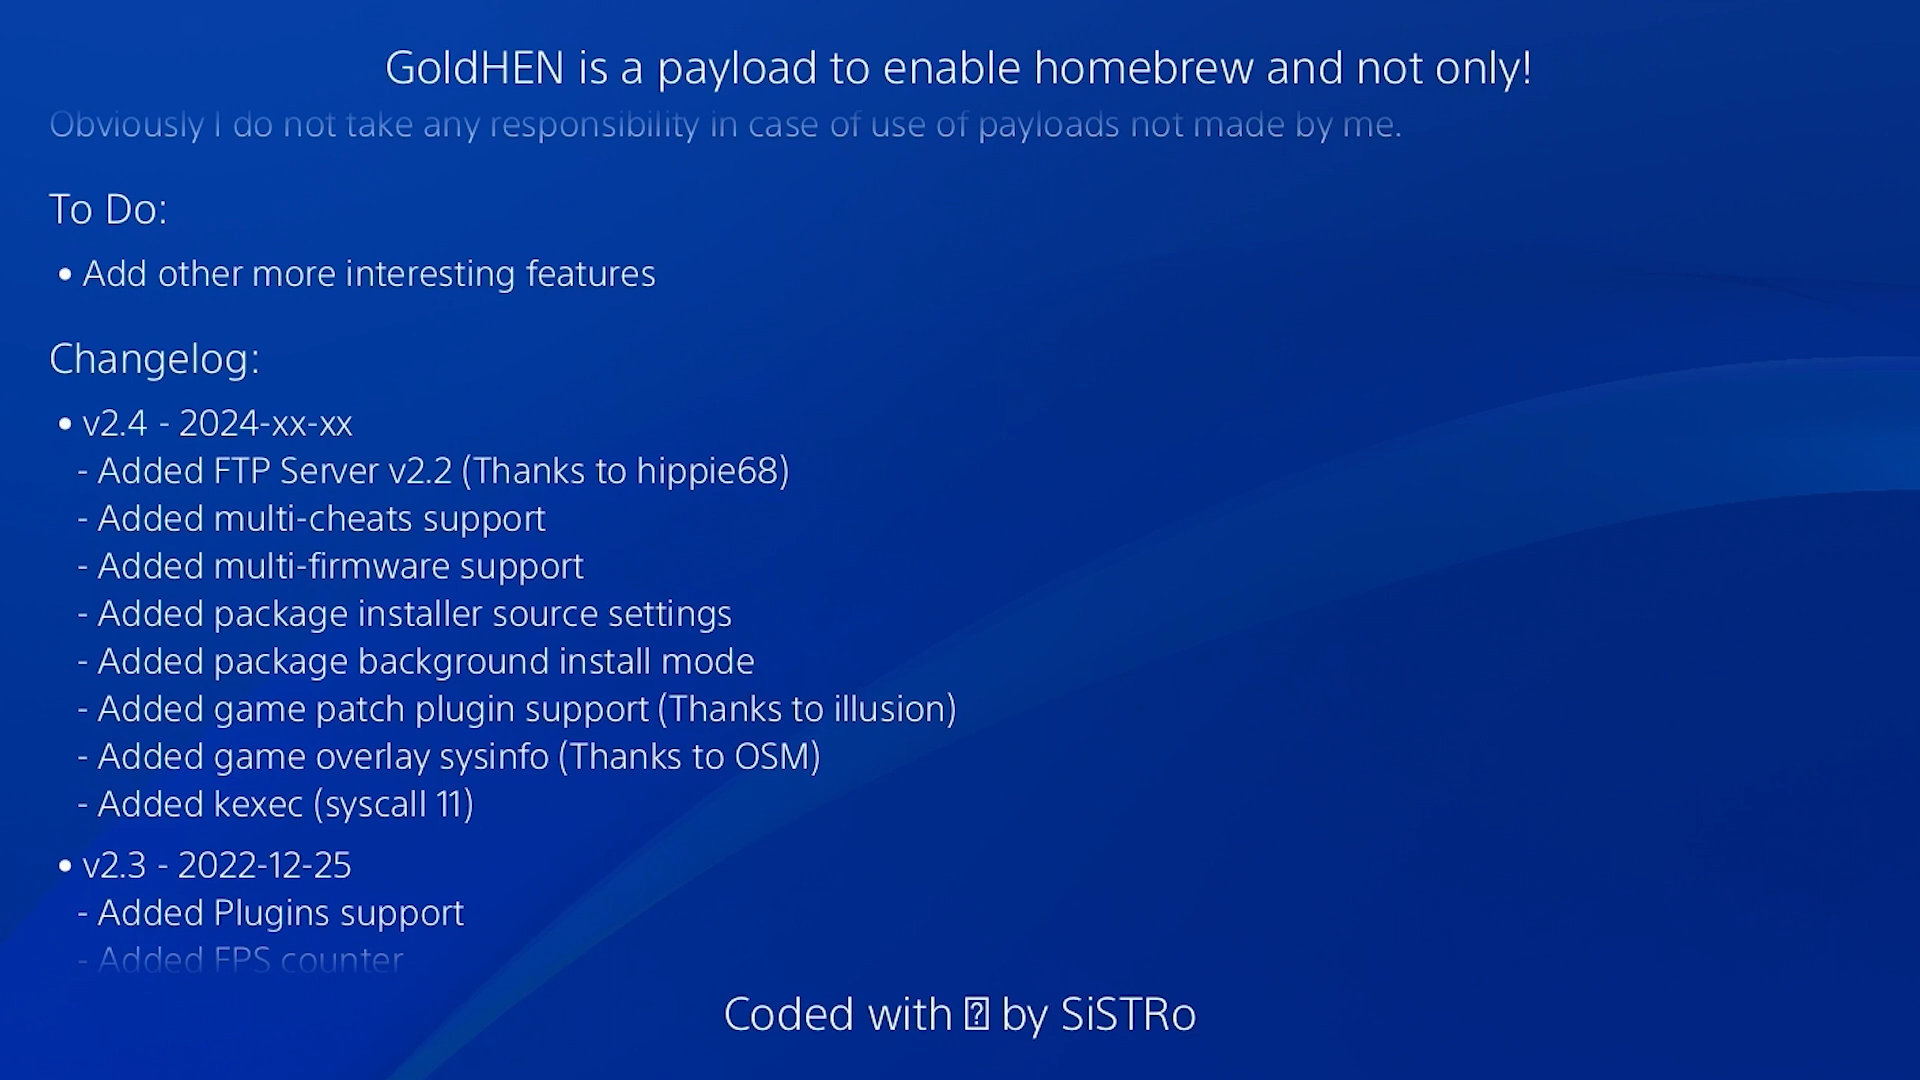 GoldHEN is a payload to enable homebrew and not only!
Obviously I do not take any responsibility in case of use of payloads not made by me.
To Do:
• Add other more interesting features
Changelog:
• v2.4 - 2024-xx-xx
- Added FTP Server v2.2 (Thanks to hippie68)
- Added multi-cheats support
- Added multi-firmware support
- Added package installer source settings
- Added package background install mode
- Added game patch plugin support (Thanks to illusion)
- Added game overlay sysinfo (Thanks to OSM)
- Added kexec (syscall 11)
• v2.3 - 2022-12-25
- Added Plugins support
- Added FPS counter
Coded with ⍰ by SiSTRo